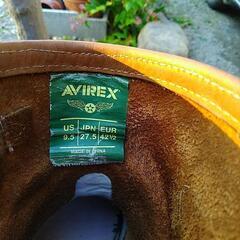 AVIREX
US JPN EUR
9.5 27.5 42½
MADE IN CHINA